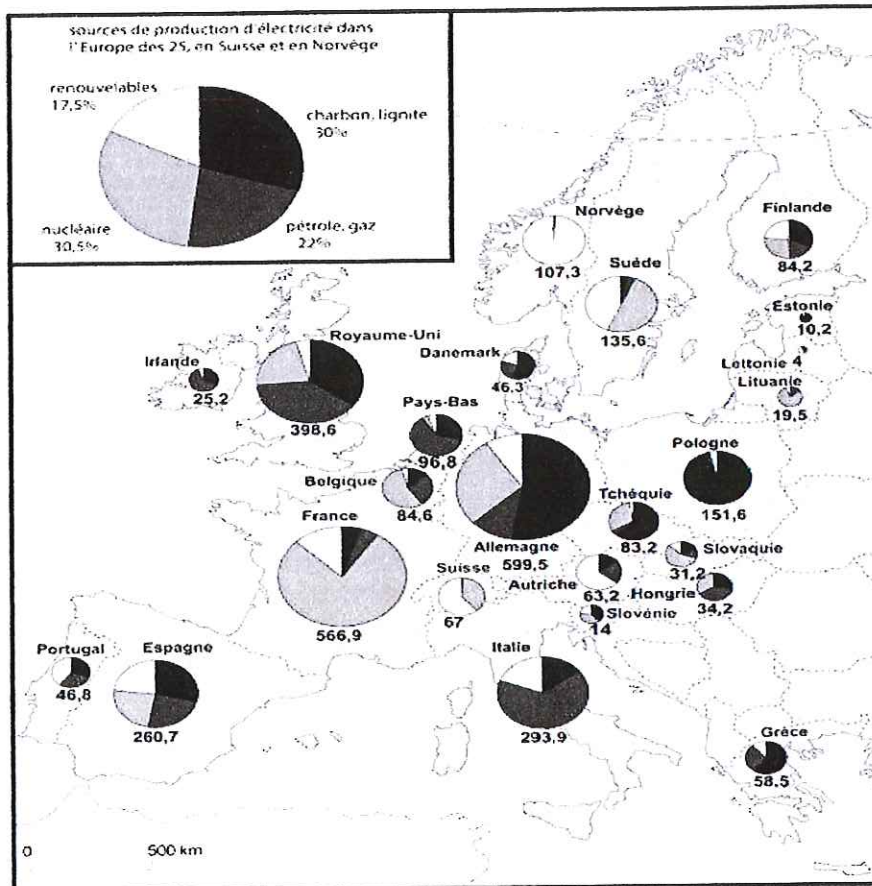 sources de production d'électricité dans
l'Europe des 25, en Suisse et en Norvège
renouvelables
17,5%
charbon, lignite
30%
nucléaire
30,5%
pétrole, gaz
22%
Norvège
107,3
Finlande
84,2
Suéde
135,6
Estonie
10,2
Lettonie 4
Lituanie
19,5
Irlande
25,2
Royaume-Uni
398,6
Danemark
46,3
Pays-Bas
96,8
Belgique
84,6
Pologne
151,6
Allemagne
599,5
Tchéquie
83,2
Slovaquie
31,2
France
566,9
Suisse
67
Autriche
63,2
Hongrie
34,2
Slovénie
14
Portugal
46,8
Espagne
260,7
Italie
293,9
Grèce
58,5
0 500 km